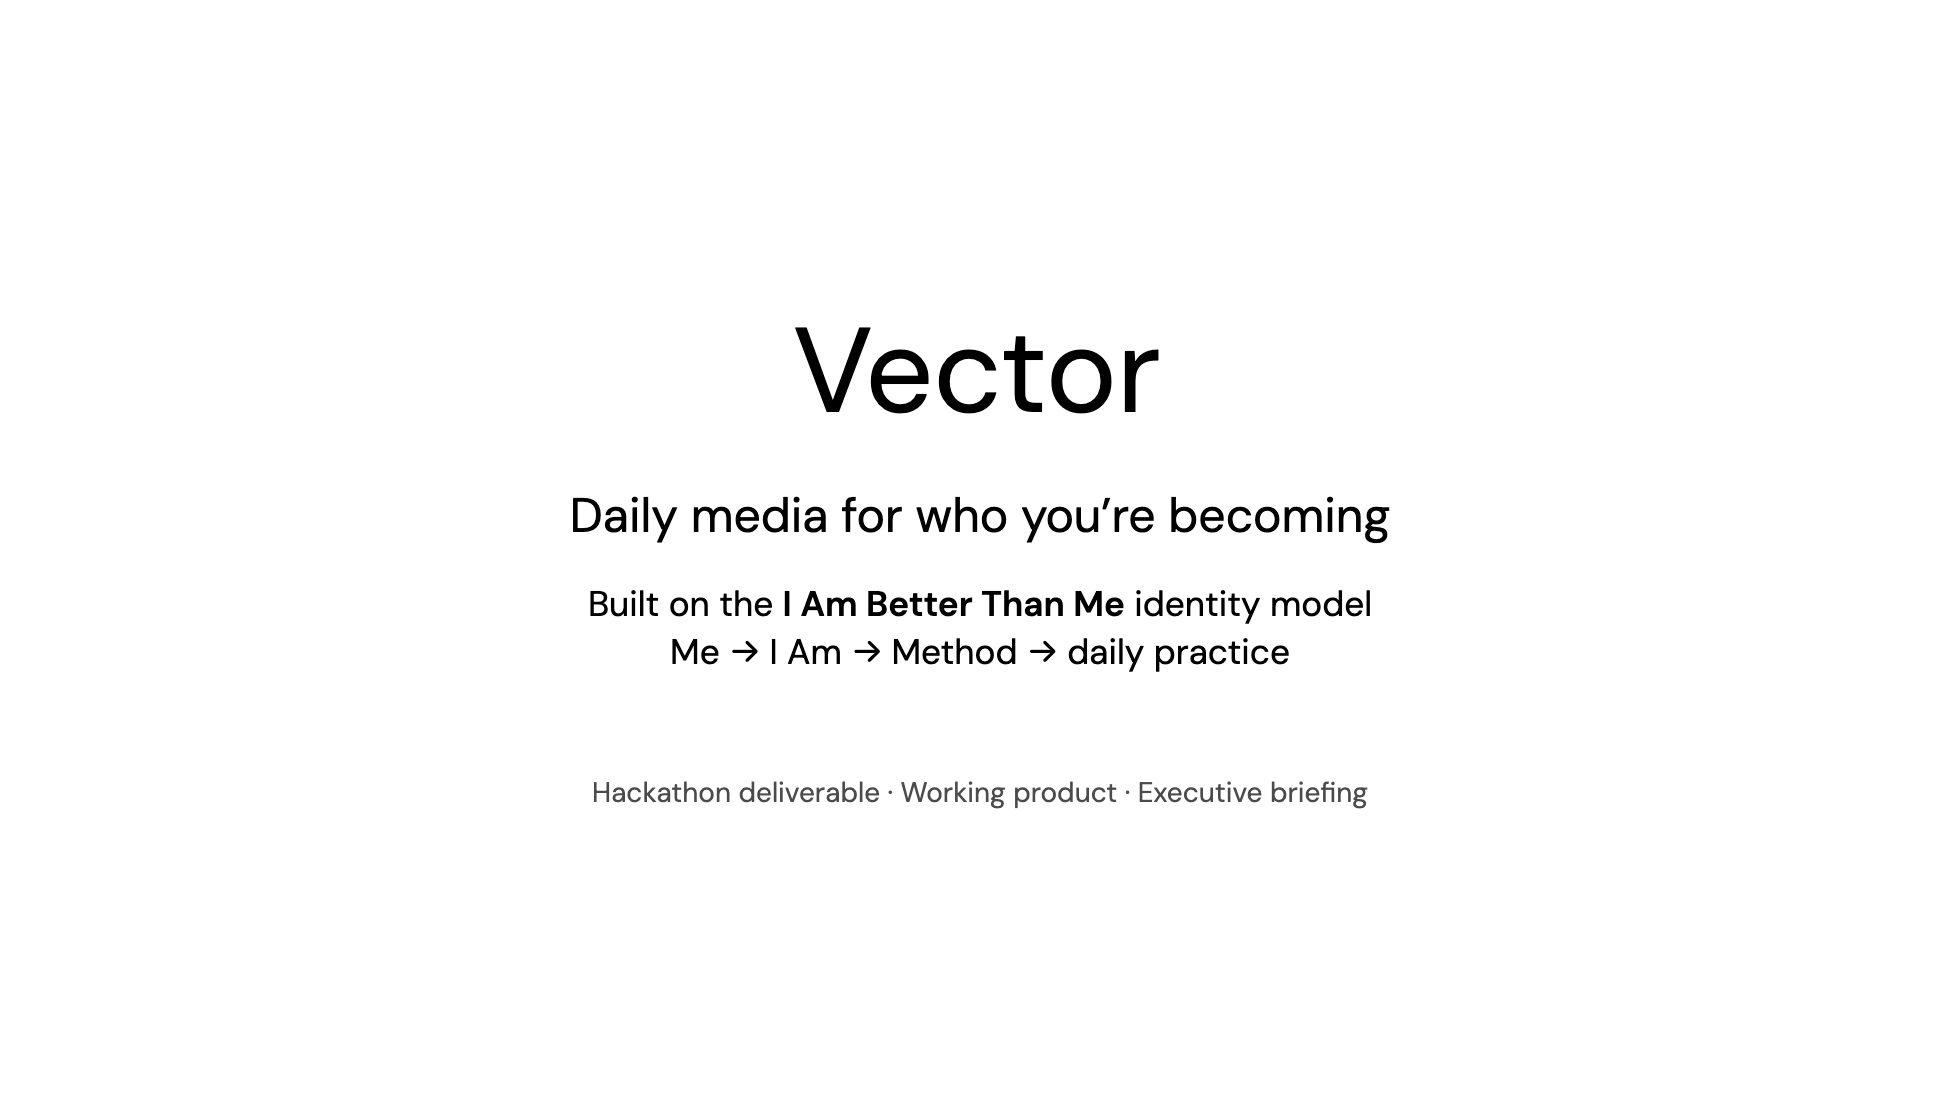 Vector
Daily media for who you’re becoming
Built on the I Am Better Than Me identity model
Me → I Am → Method → daily practice
Hackathon deliverable · Working product · Executive briefing